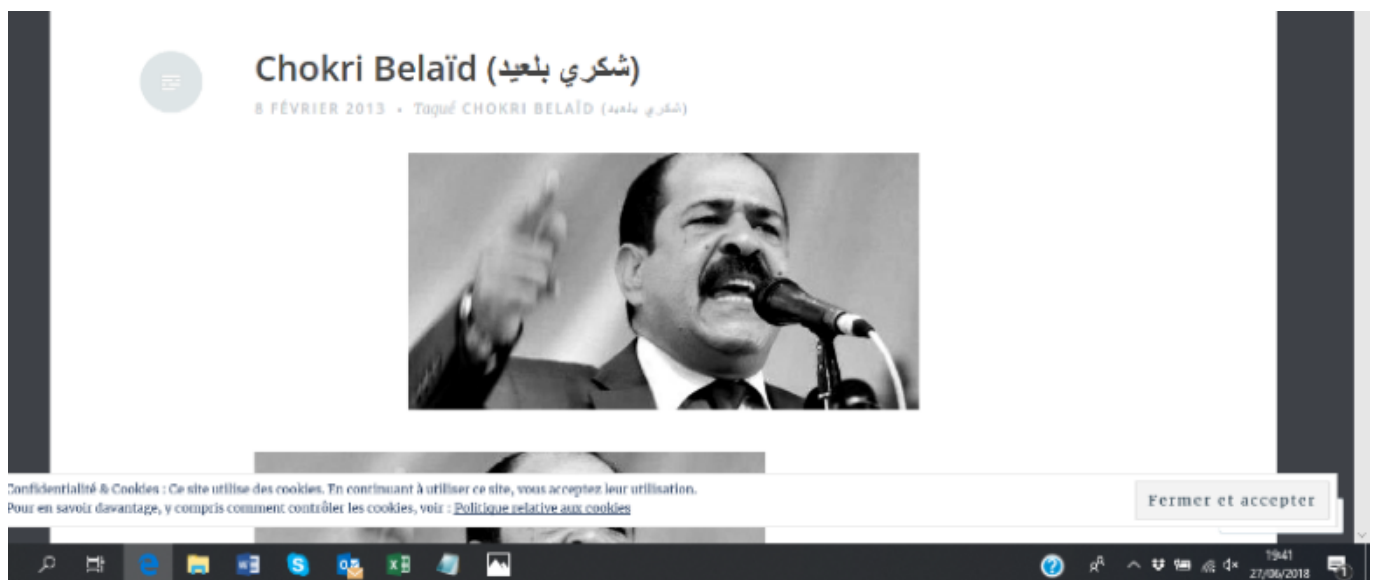 Chokri Belaïd (شكري بلعيد)
8 FÉVRIER 2013 • Taqué CHOKRI BELAÏD (شكري بلعيد)
Confidentialité & Cookies : Ce site utilise des cookies. En continuant à utiliser ce site, vous acceptez leur utilisation.
Pour en savoir davantage, y compris comment contrôler les cookies, voir : Politique relative aux cookies
Fermer et accepter
19:41
27/06/2018